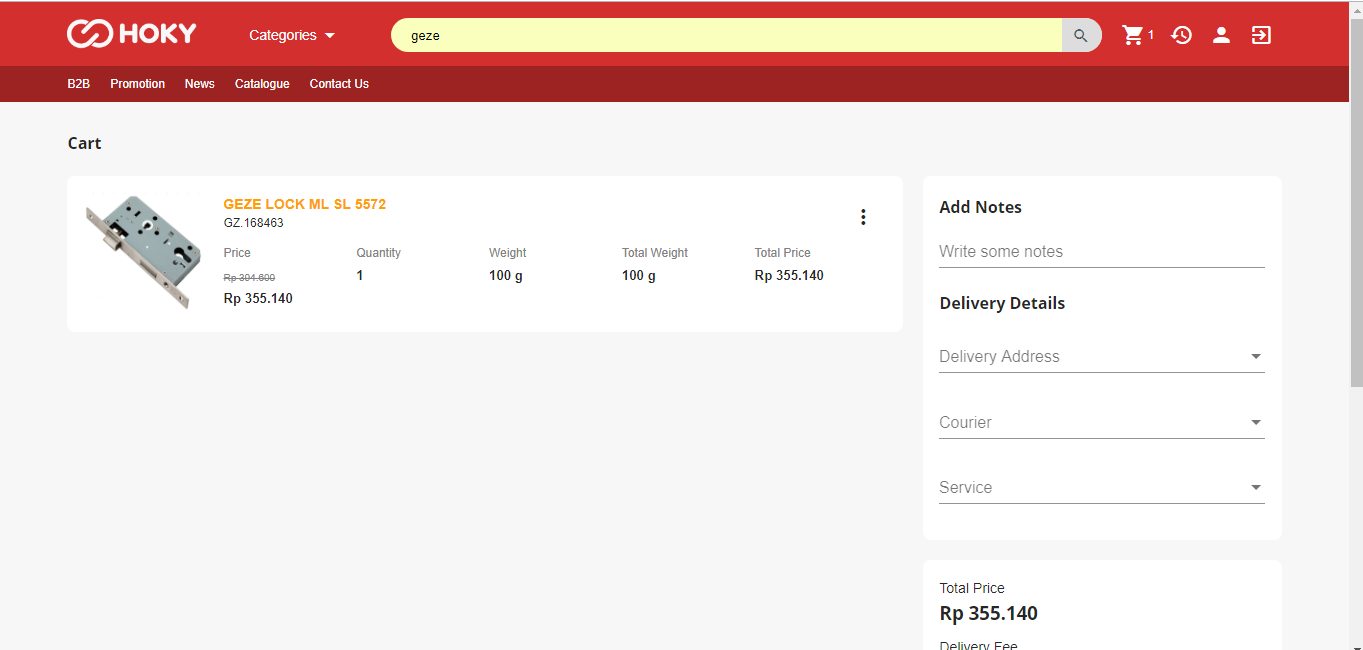 HOKY
Categories
geze
1
B2B Promotion News Catalogue Contact Us
Cart
GEZE LOCK ML SL 5572
GZ.168463
Price Quantity Weight Total Weight Total Price
Rp 394.600
1 100 g 100 g Rp 355.140
Rp 355.140
Add Notes
Write some notes
Delivery Details
Delivery Address
Courier
Service
Total Price
Rp 355.140
Delivery Fee